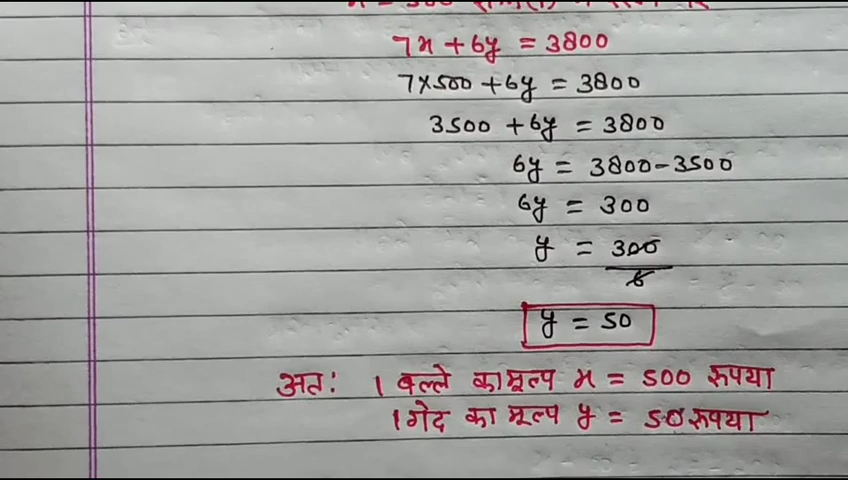 7x + 6y = 3800
7×500 + 6y = 3800
3500 + 6y = 3800
6y = 3800 - 3500
6y = 300
y = 300
6
y = 50
अतः 1 बल्ले का मूल्य x = 500 रूपया
1 गेंद का मूल्य y = 50 रूपया